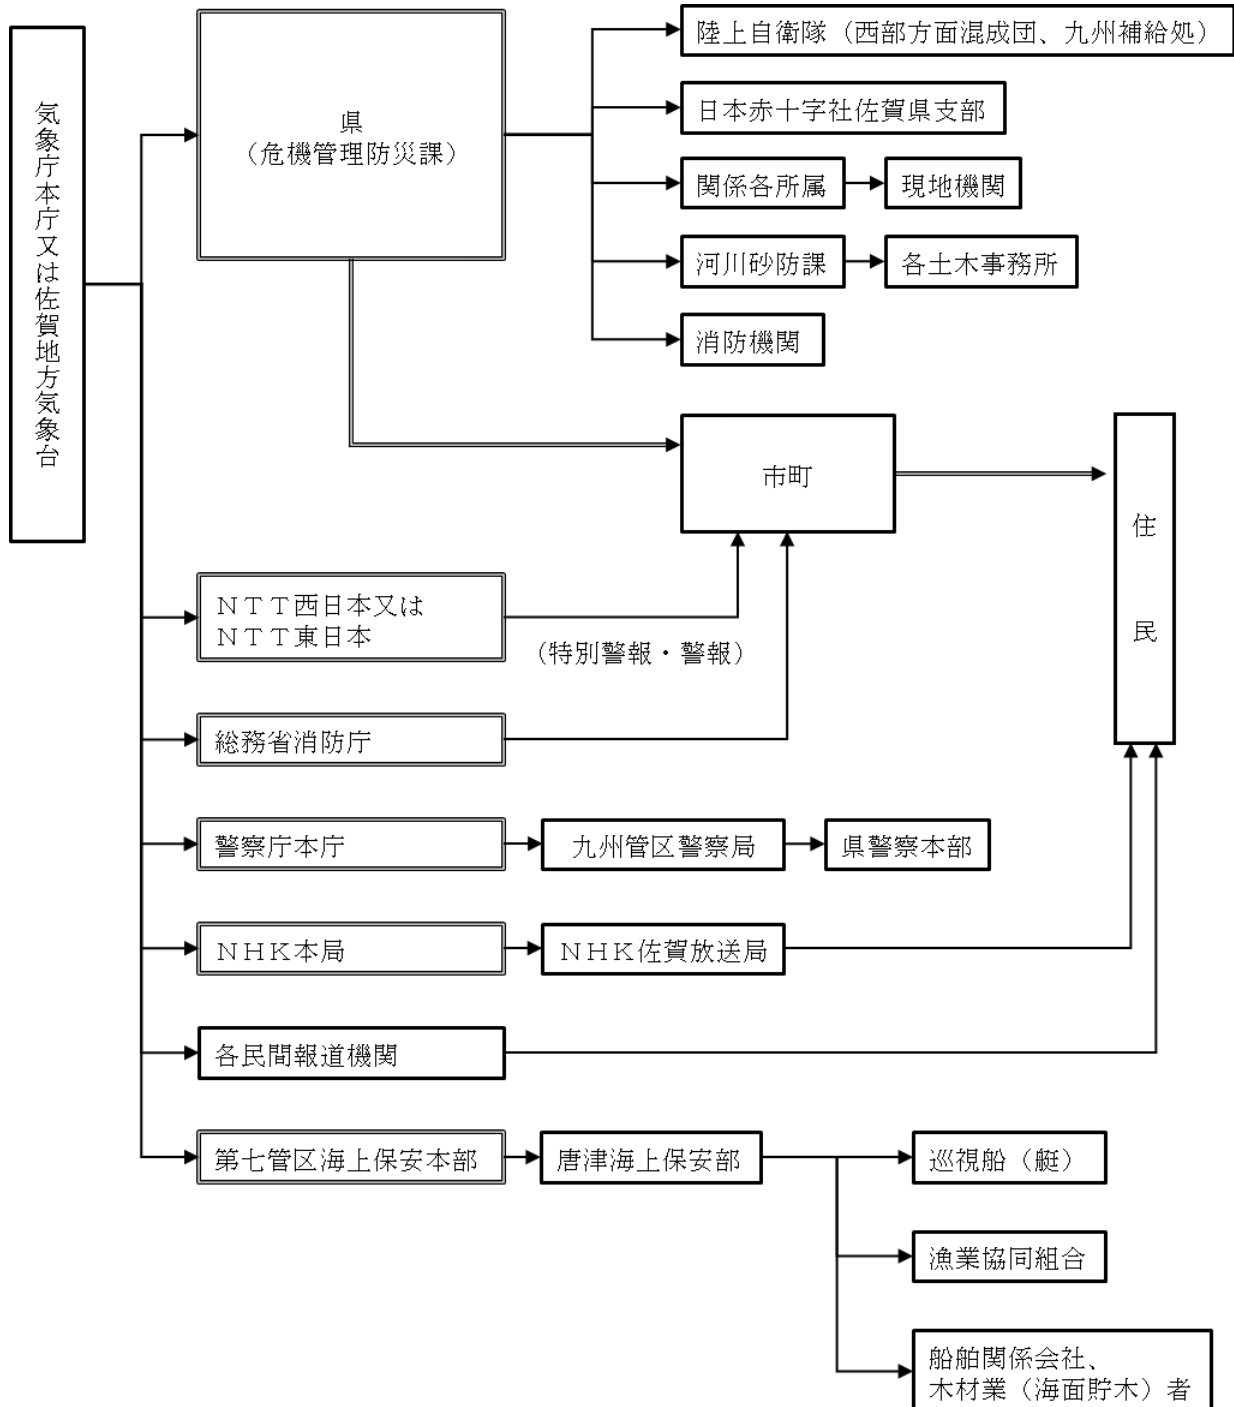 気象庁本庁又は佐賀地方気象台
県
（危機管理防災課）
陸上自衛隊（西部方面混成団、九州補給処）
日本赤十字社佐賀県支部
関係各所属
現地機関
河川砂防課
各土木事務所
消防機関
市町
住民
ＮＴＴ西日本又は
ＮＴＴ東日本
（特別警報・警報）
総務省消防庁
警察庁本庁
九州管区警察局
県警察本部
ＮＨＫ本局
ＮＨＫ佐賀放送局
各民間報道機関
第七管区海上保安本部
唐津海上保安部
巡視船（艇）
漁業協同組合
船舶関係会社、
木材業（海面貯木）者